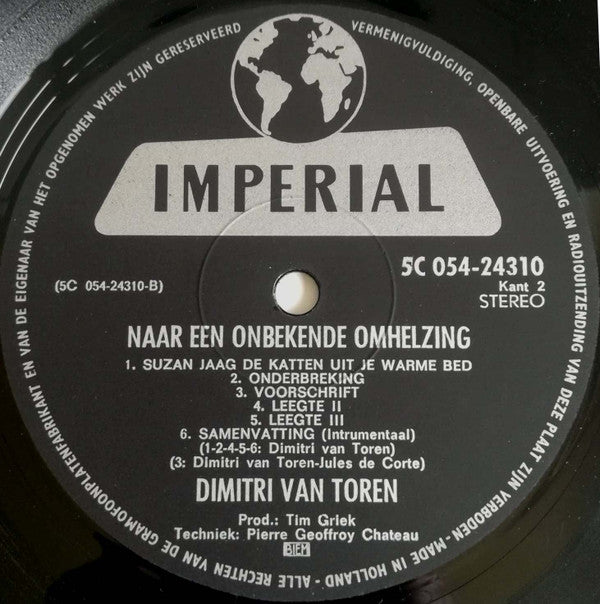 IMPERIAL
5C 054-24310
Kant 2
STEREO
(5C 054-24310-B)
NAAR EEN ONBEKENDE OMHELZING
1. SUZAN JAAG DE KATTEN UIT JE WARME BED
2. ONDERBREKING
3. VOORSCHRIFT
4. LEEGTE II
5. LEEGTE III
6. SAMENVATTING (Intrumentaal)
(1-2-4-5-6: Dimitri van Toren)
(3: Dimitri van Toren-Jules de Corte)
DIMITRI VAN TOREN
Prod.: Tim Griek
Techniek: Pierre Geoffroy Chateau
BIEM
MADE IN HOLLAND - ALLE RECHTEN VAN DE GRAMOFOONPLATENFABRIKANT EN VAN DE EIGENAAR VAN HET OPGENOMEN WERK ZIJN GERESERVEERD VERMENIGVULDIGING, OPENBARE UITVOERING EN RADIOUITZENDING VAN DEZE PLAAT ZIJN VERBODEN -